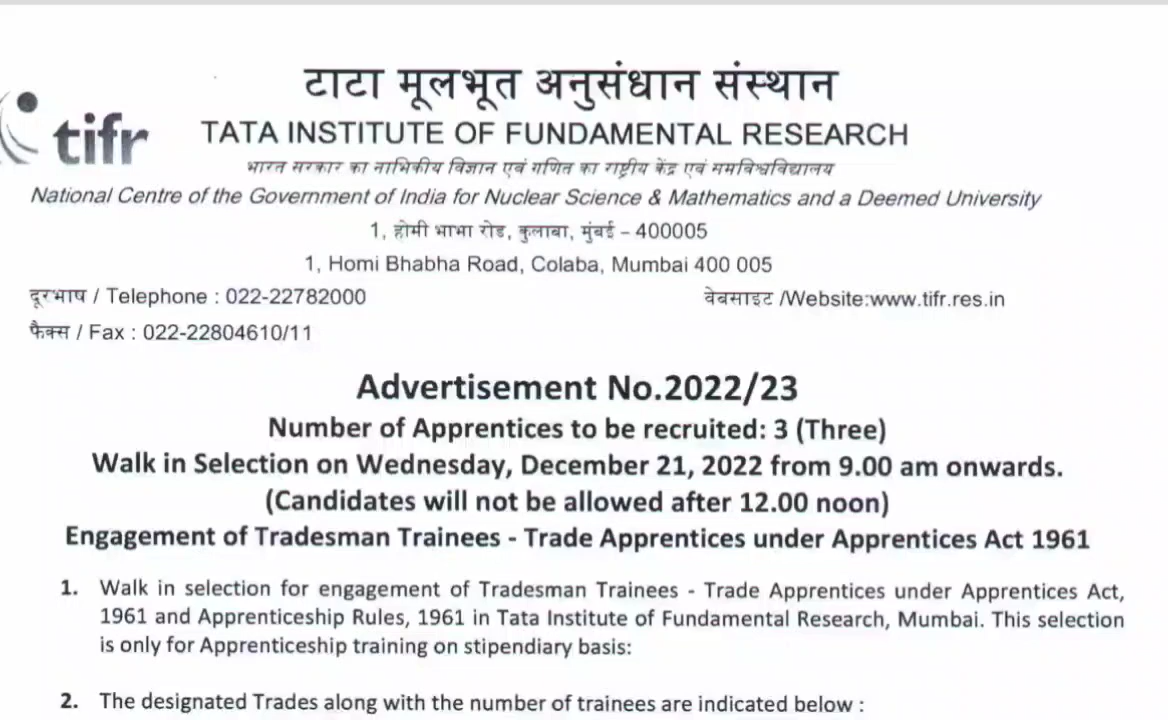 टाटा मूलभूत अनुसंधान संस्थान
tifr
TATA INSTITUTE OF FUNDAMENTAL RESEARCH
भारत सरकार का नाभिकीय विज्ञान एवं गणित का राष्ट्रीय केंद्र एवं समविश्वविद्यालय
National Centre of the Government of India for Nuclear Science & Mathematics and a Deemed University
1, होमी भाभा रोड, कुलाबा, मुंबई – 400005
1, Homi Bhabha Road, Colaba, Mumbai 400 005
दूरभाष / Telephone : 022-22782000
वेबसाइट /Website:www.tifr.res.in
फैक्स / Fax : 022-22804610/11
Advertisement No.2022/23
Number of Apprentices to be recruited: 3 (Three)
Walk in Selection on Wednesday, December 21, 2022 from 9.00 am onwards.
(Candidates will not be allowed after 12.00 noon)
Engagement of Tradesman Trainees - Trade Apprentices under Apprentices Act 1961
1. Walk in selection for engagement of Tradesman Trainees - Trade Apprentices under Apprentices Act,
1961 and Apprenticeship Rules, 1961 in Tata Institute of Fundamental Research, Mumbai. This selection
is only for Apprenticeship training on stipendiary basis:
2. The designated Trades along with the number of trainees are indicated below :